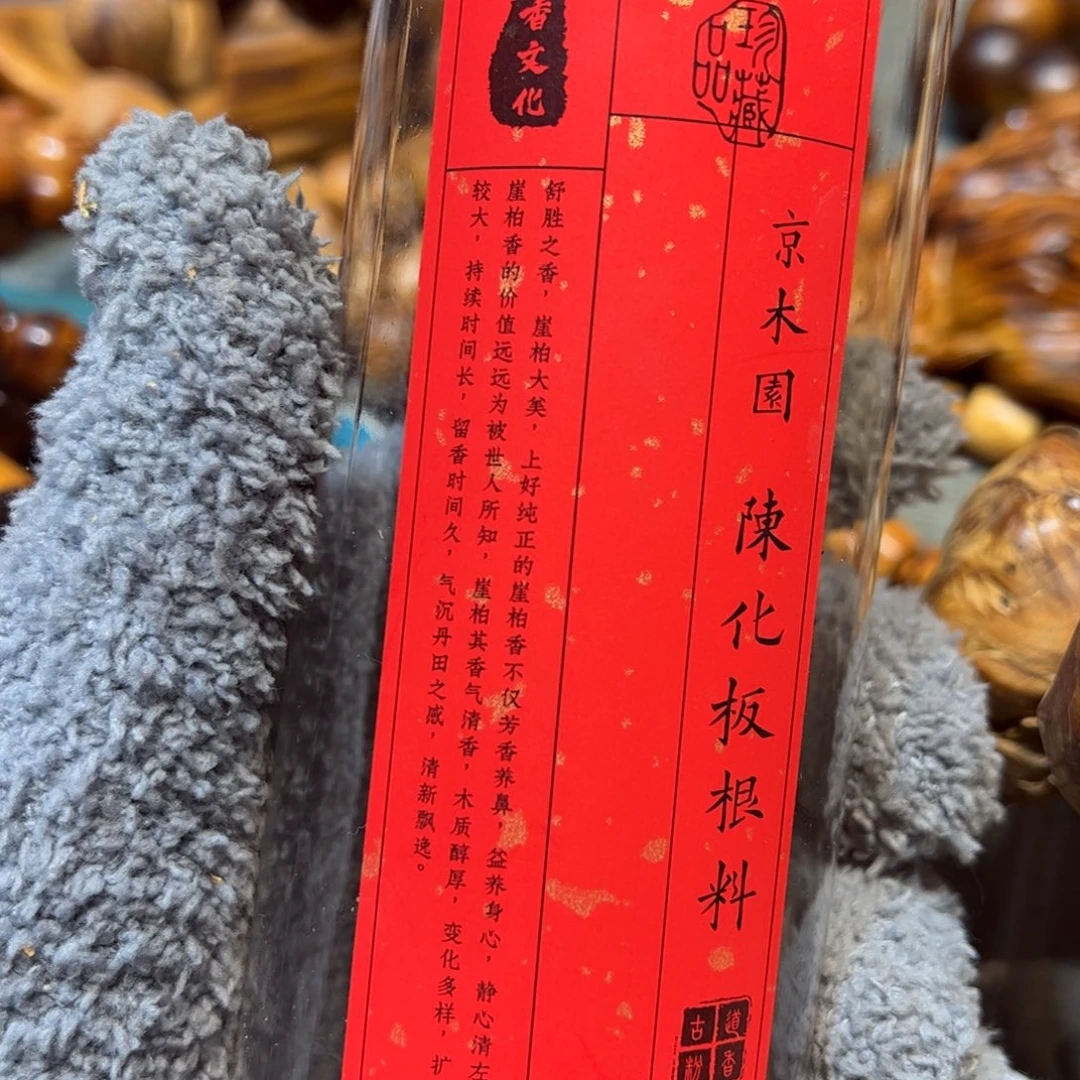 珍藏品
京木園 陳化板根料
道香
古
香文化
舒胜之香，崖柏大美，上好纯正的崖柏香不仅芳香养鼻，益养身心，静心清
崖柏香的价值远远为被世人所知，崖柏其香气清香，木质醇厚，变化多样，扩
较大，持续时间长，留香时间久，气沉丹田之感，清新飘逸。